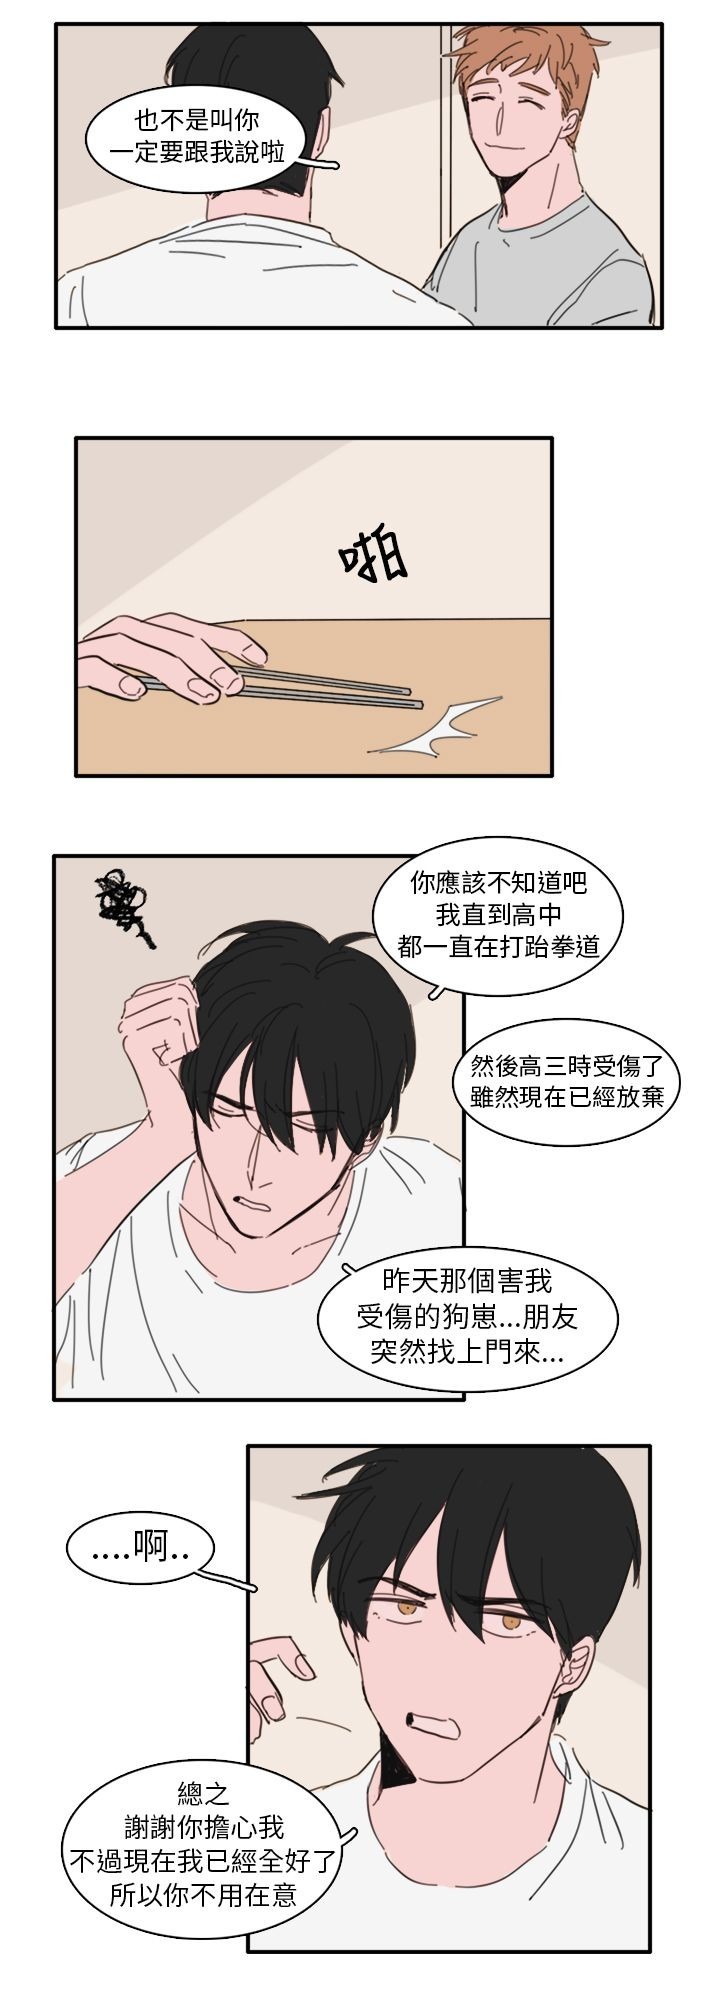 也不是叫你
一定要跟我說啦
啪
你應該不知道吧
我直到高中
都一直在打跆拳道
然後高三時受傷了
雖然現在已經放棄
昨天那個害我
受傷的狗崽...朋友
突然找上門來...
....啊..
總之
謝謝你擔心我
不過現在我已經全好了
所以你不用在意